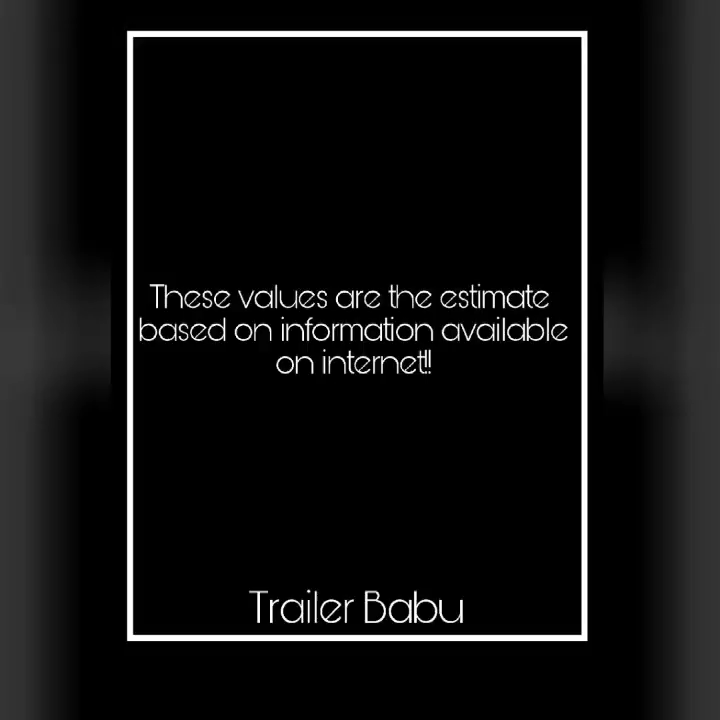 These values are the estimate
based on information available
on internet!!
Trailer Babu